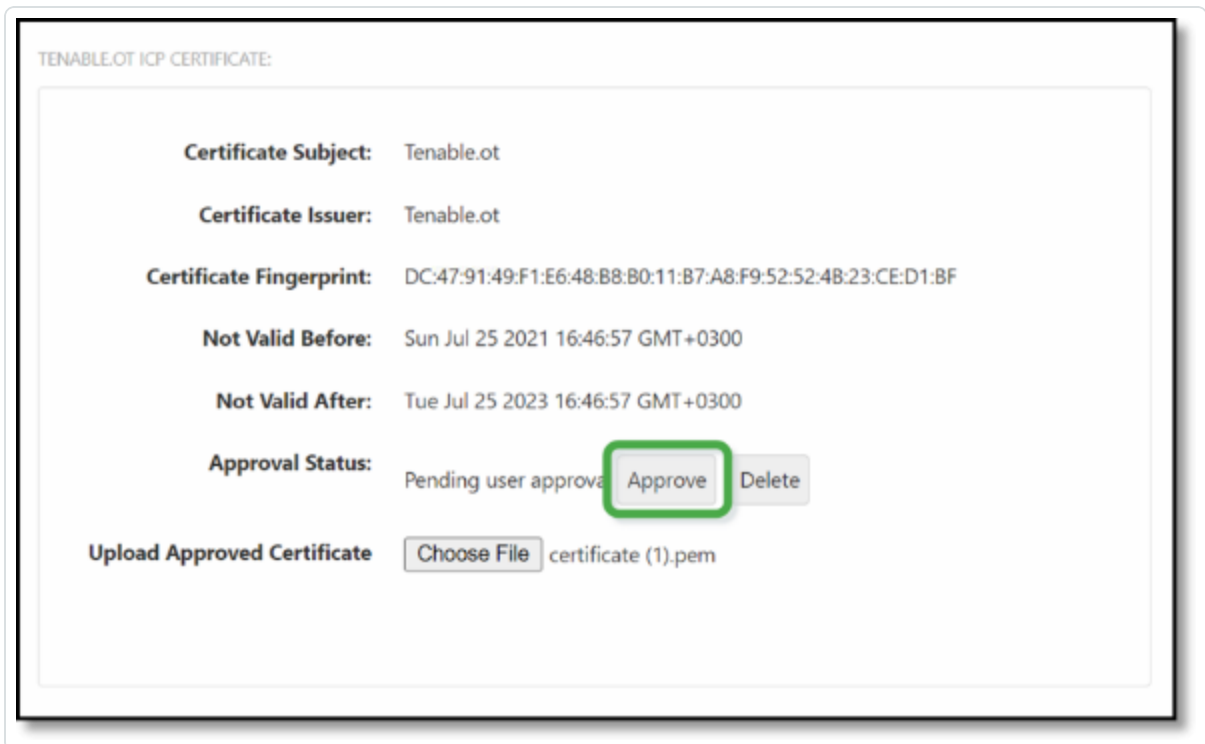 TENABLE.OT ICP CERTIFICATE:
Certificate Subject: Tenable.ot
Certificate Issuer: Tenable.ot
Certificate Fingerprint: DC:47:91:49:F1:E6:48:B8:B0:11:B7:A8:F9:52:52:4B:23:CE:D1:BF
Not Valid Before: Sun Jul 25 2021 16:46:57 GMT+0300
Not Valid After: Tue Jul 25 2023 16:46:57 GMT+0300
Approval Status: Pending user approva Approve Delete
Upload Approved Certificate Choose File certificate (1).pem